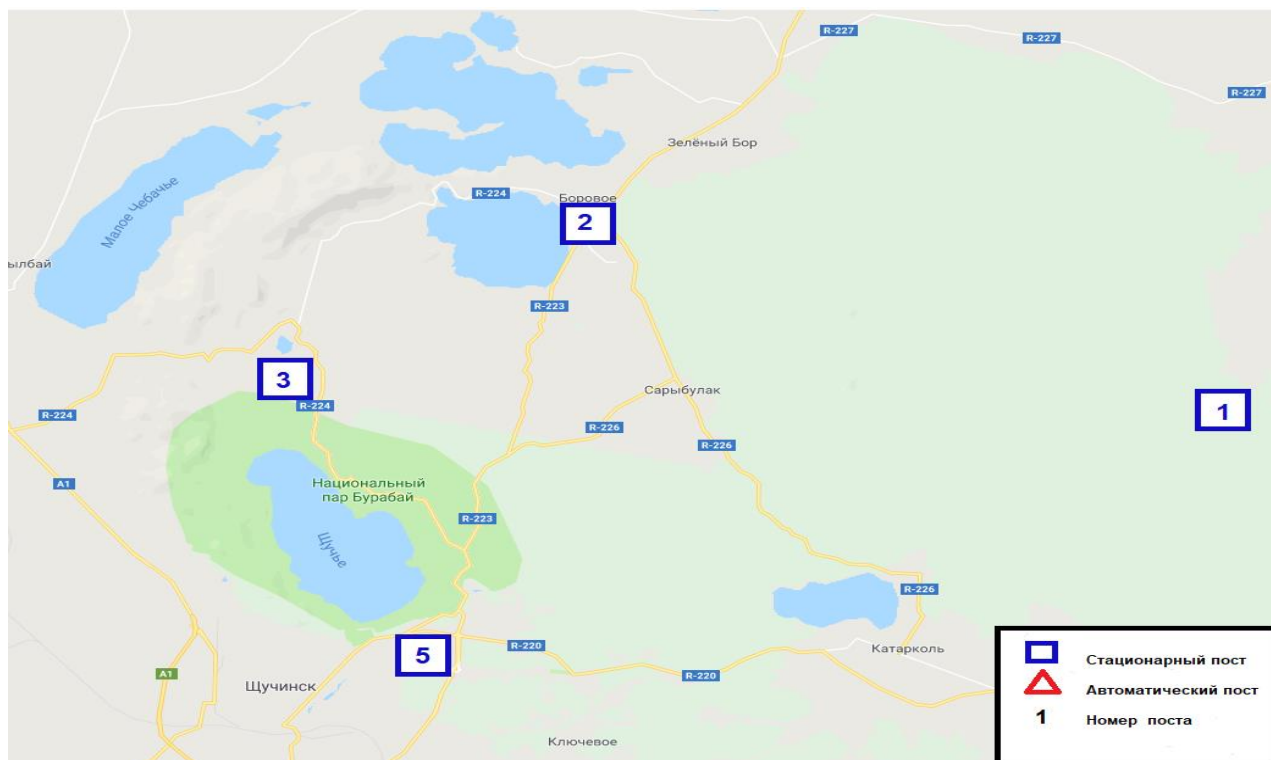 R-227
R-227
R-227
Зелёный Бор
Малое Чебачье
R-224
Боровое
2
ылбай
R-223
3
Сарыбулак
R-224
R-224
1
R-226
R-226
A1
Национальный
пар Бурабай
R-223
Щучье
R-226
5
R-220
Катарколь
A1
R-220
Щучинск
Ключевое
Стационарный пост
Автоматический пост
1
Номер поста